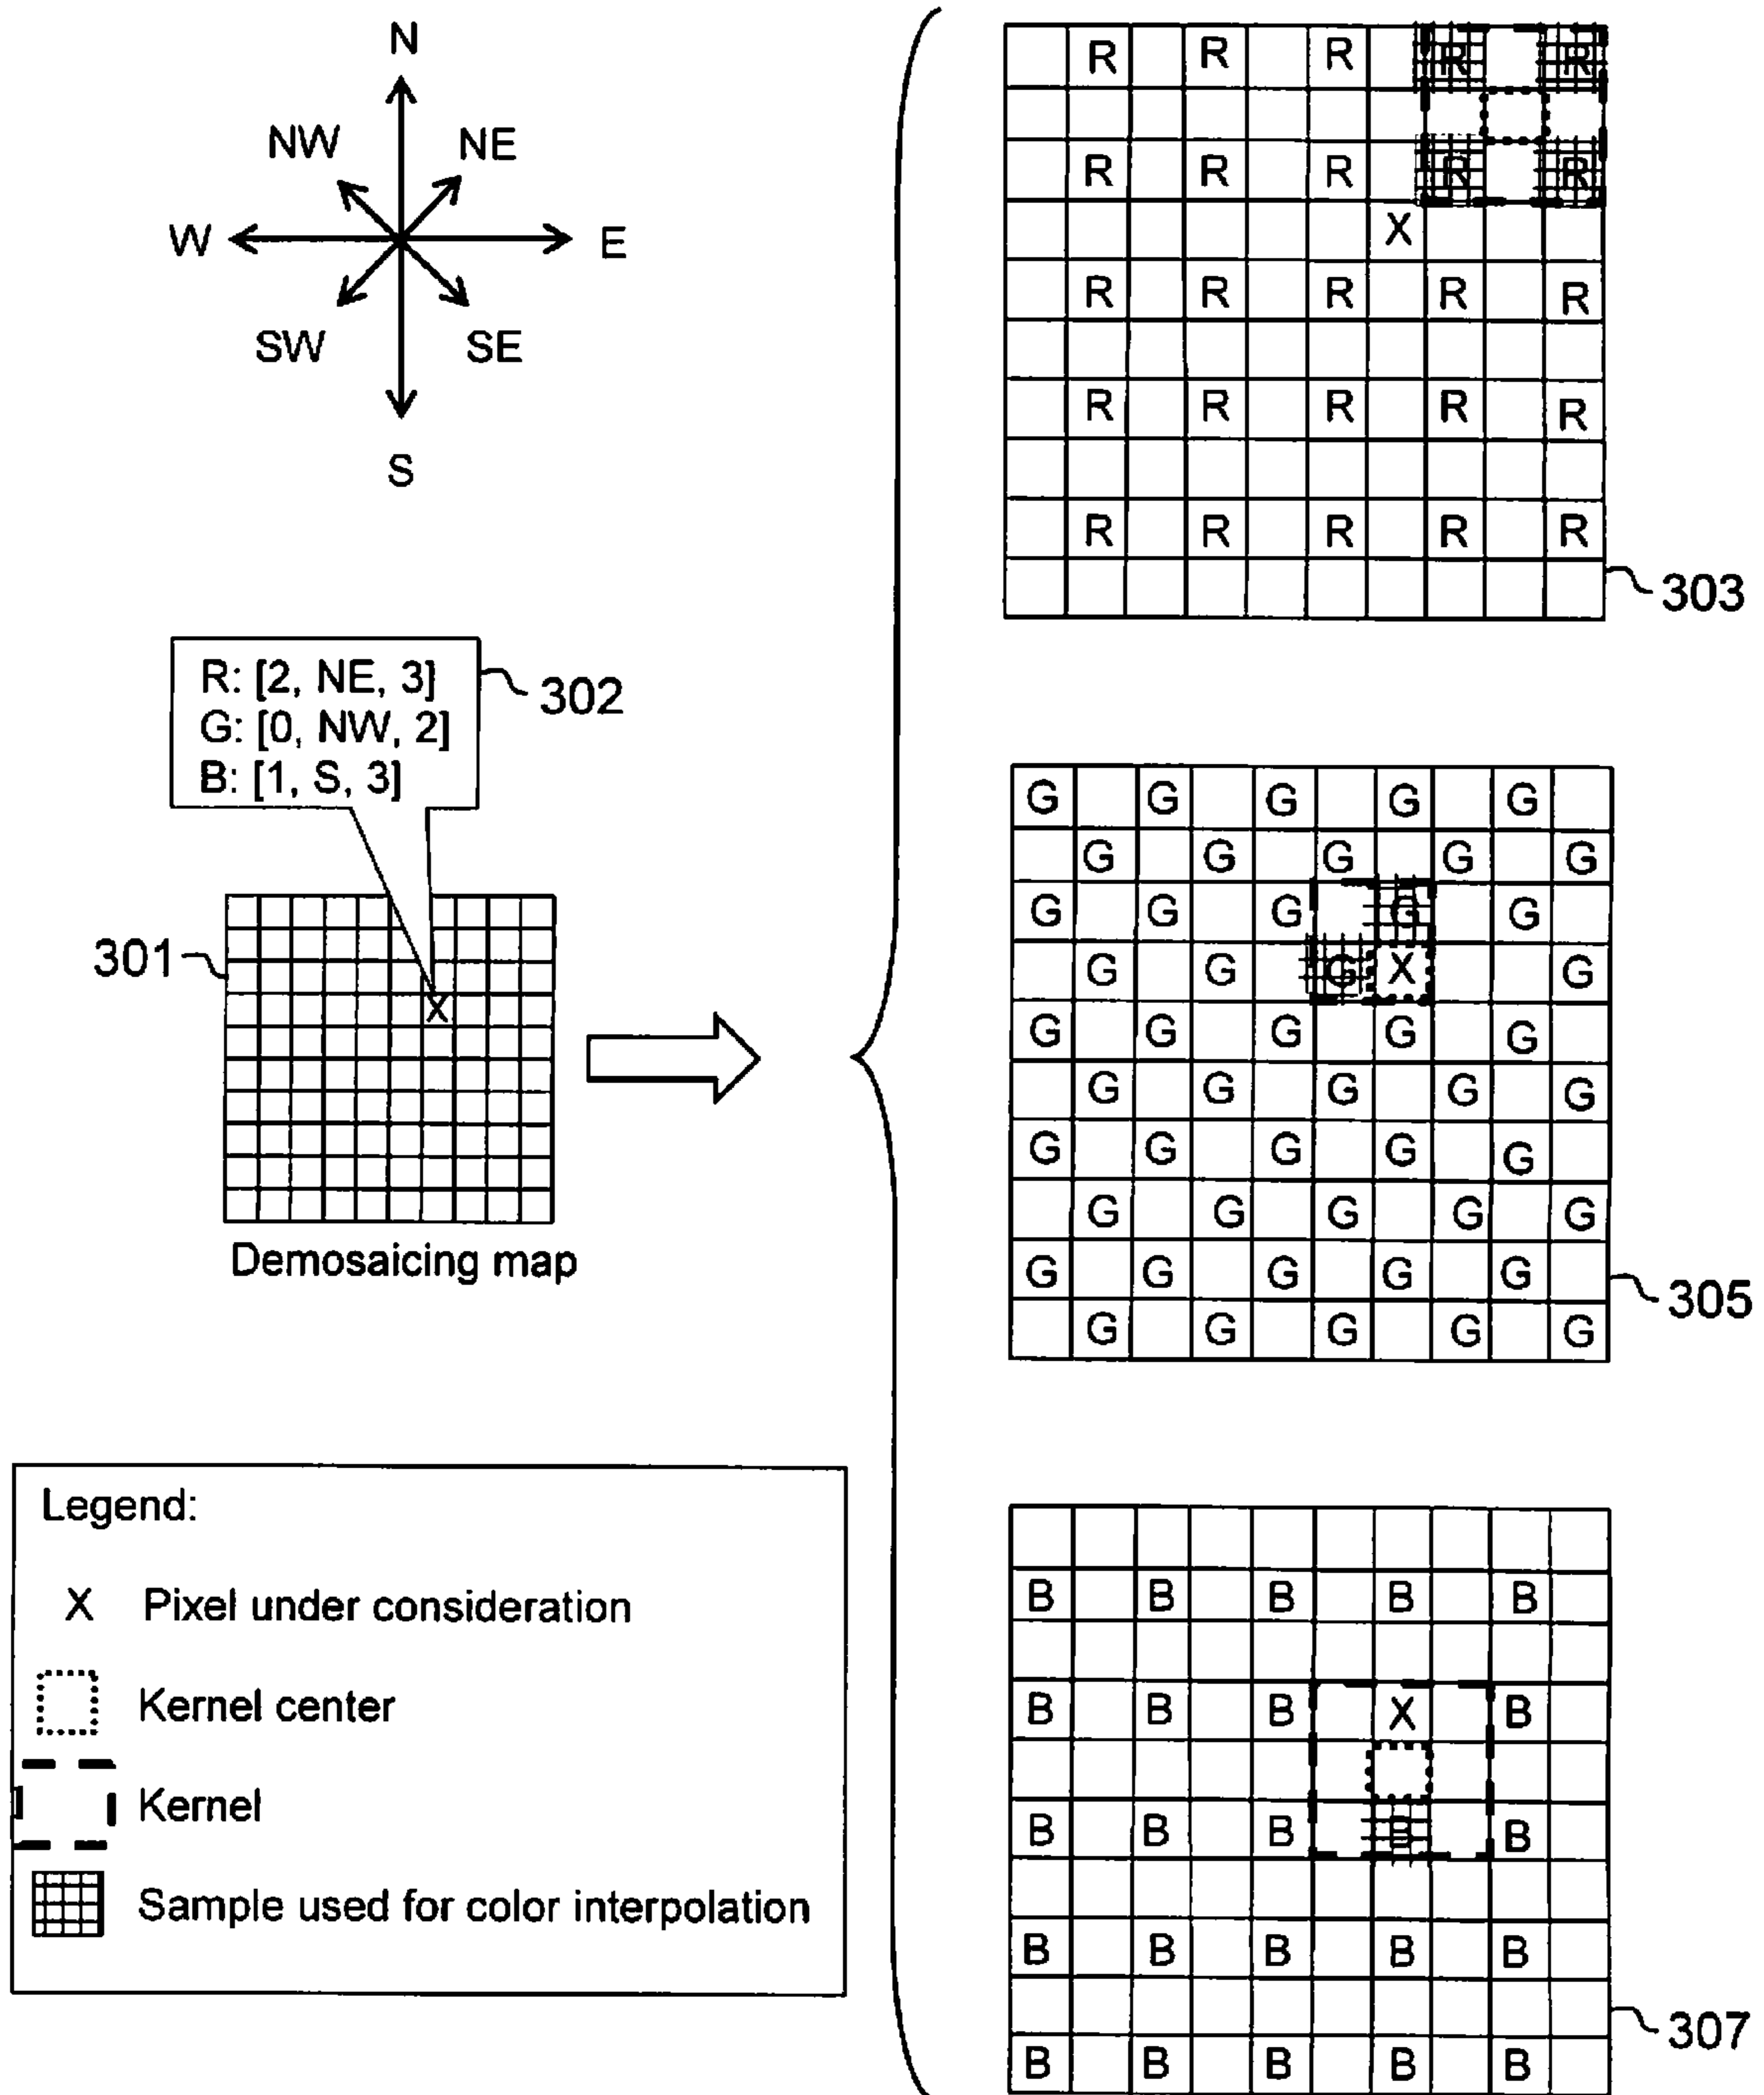 N
NW NE
W E
SW SE
S
R: [2, NE, 3]
G: [0, NW, 2]
B: [1, S, 3]
302
301
X
Demosaicing map
Legend:
X Pixel under consideration
Kernel center
Kernel
Sample used for color interpolation
R R R R R
R R R R R
X
R R R R R
R R R R R
R R R R R
303
G G G G G
G G G G G
G G G G G
G G G X G
G G G G G
G G G G G
G G G G G
G G G G G
G G G G G
G G G G G
305
B B B B B
B B B X B
B B B B B
B B B B B
B B B B B
307